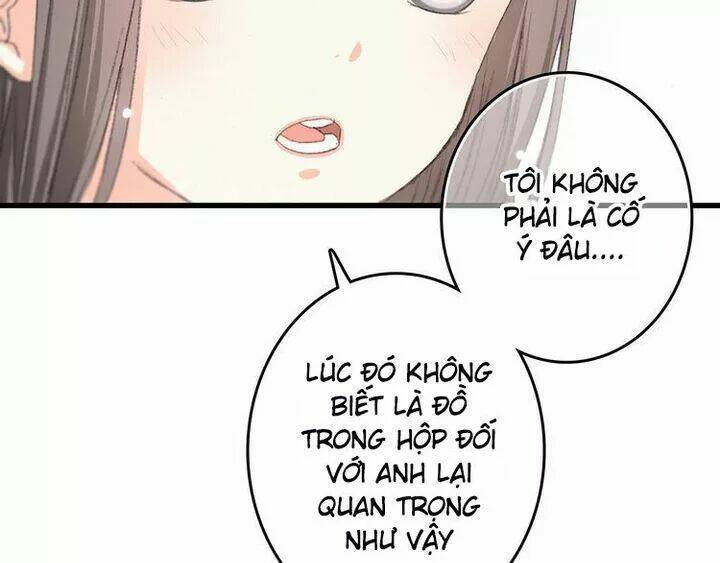 TÔI KHÔNG
PHẢI LÀ CỐ
Ý ĐÂU....
LÚC ĐÓ KHÔNG
BIẾT LÀ ĐỒ
TRONG HỘP ĐỐI
VỚI ANH LẠI
QUAN TRỌNG
NHƯ VẬY